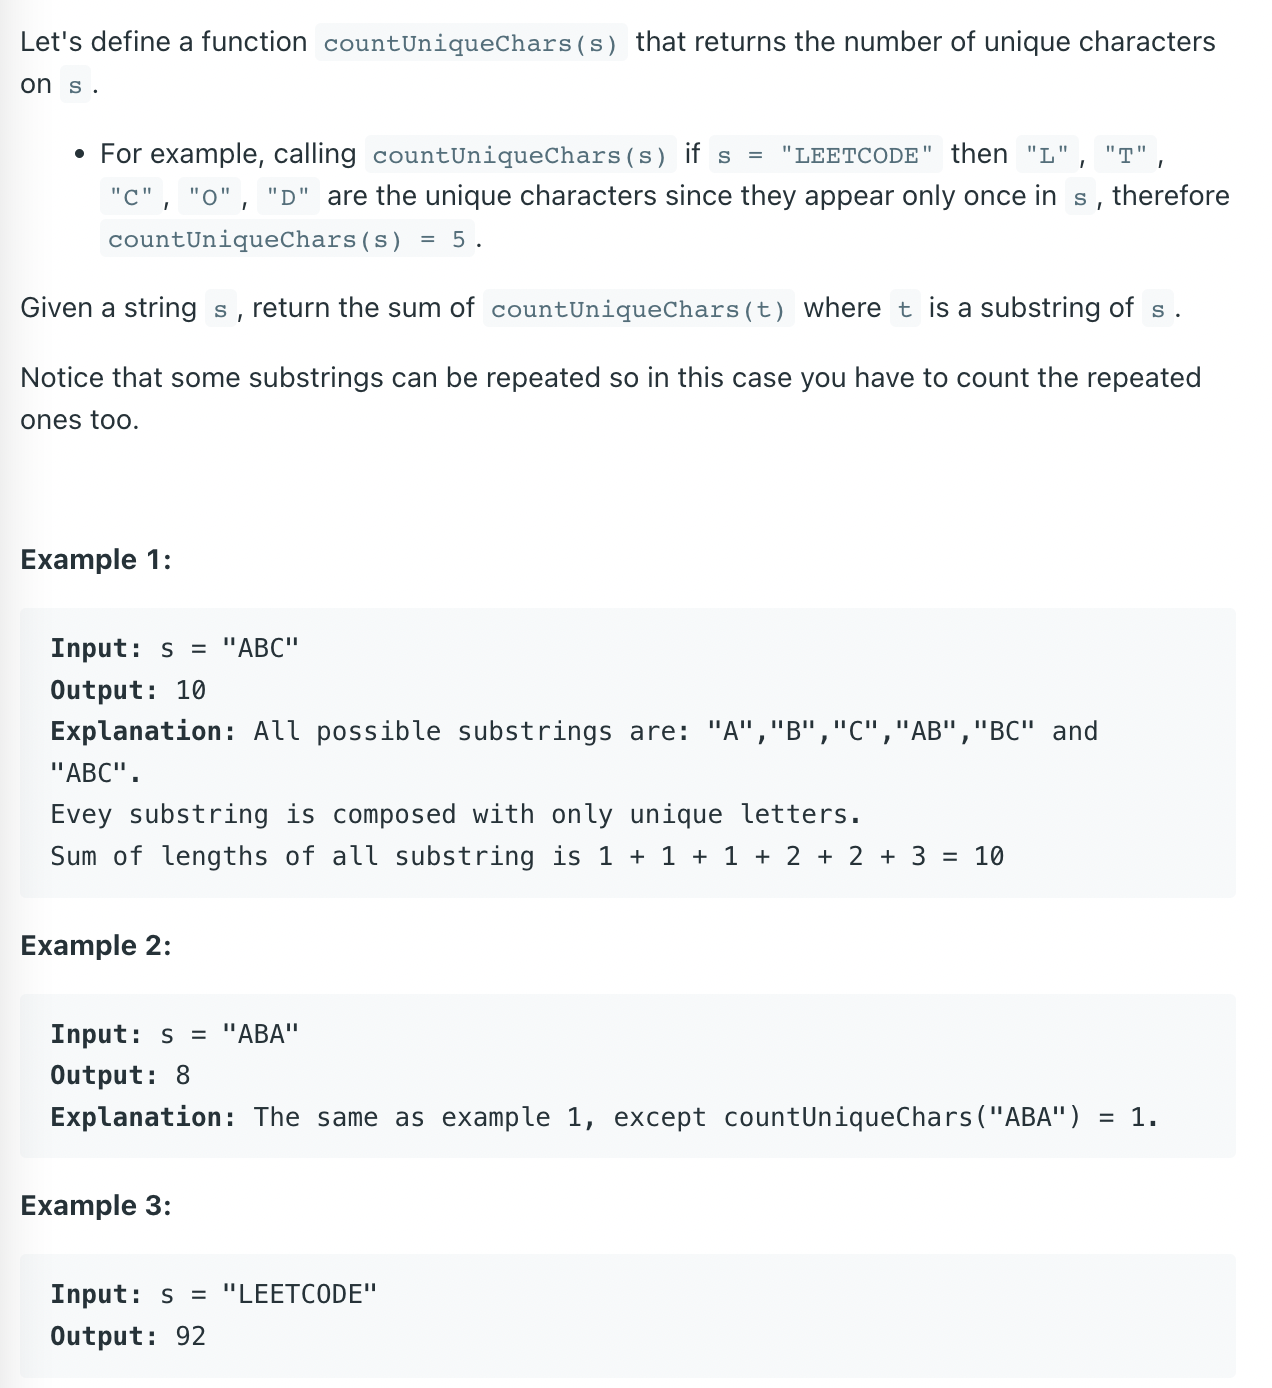 Let's define a function countUniqueChars(s) that returns the number of unique characters
on s .
• For example, calling countUniqueChars(s) if s = "LEETCODE" then "L" , "T" ,
"C" , "O" , "D" are the unique characters since they appear only once in s , therefore
countUniqueChars(s) = 5 .
Given a string s , return the sum of countUniqueChars(t) where t is a substring of s .
Notice that some substrings can be repeated so in this case you have to count the repeated
ones too.
Example 1:
Input: s = "ABC"
Output: 10
Explanation: All possible substrings are: "A","B","C","AB","BC" and
"ABC".
Evey substring is composed with only unique letters.
Sum of lengths of all substring is 1 + 1 + 1 + 2 + 2 + 3 = 10
Example 2:
Input: s = "ABA"
Output: 8
Explanation: The same as example 1, except countUniqueChars("ABA") = 1.
Example 3:
Input: s = "LEETCODE"
Output: 92